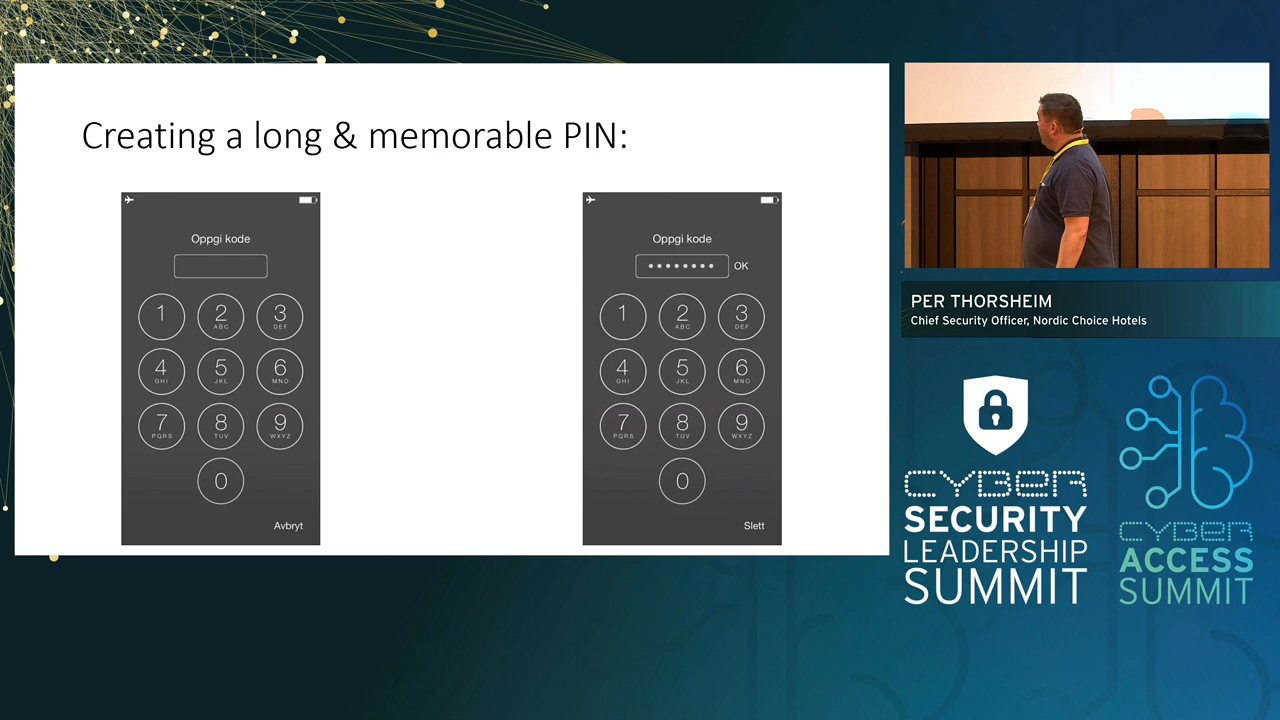 Creating a long & memorable PIN:
Oppgi kode
1
2
ABC
3
DEF
4
GHI
5
JKL
6
MNO
7
PQRS
8
TUV
9
WXYZ
0
Avbryt
Oppgi kode
OK
1
2
ABC
3
DEF
4
GHI
5
JKL
6
MNO
7
PQRS
8
TUV
9
WXYZ
0
Slett
PER THORSHEIM
Chief Security Officer, Nordic Choice Hotels
CYBER
SECURITY
LEADERSHIP
SUMMIT
CYBER
ACCESS
SUMMIT